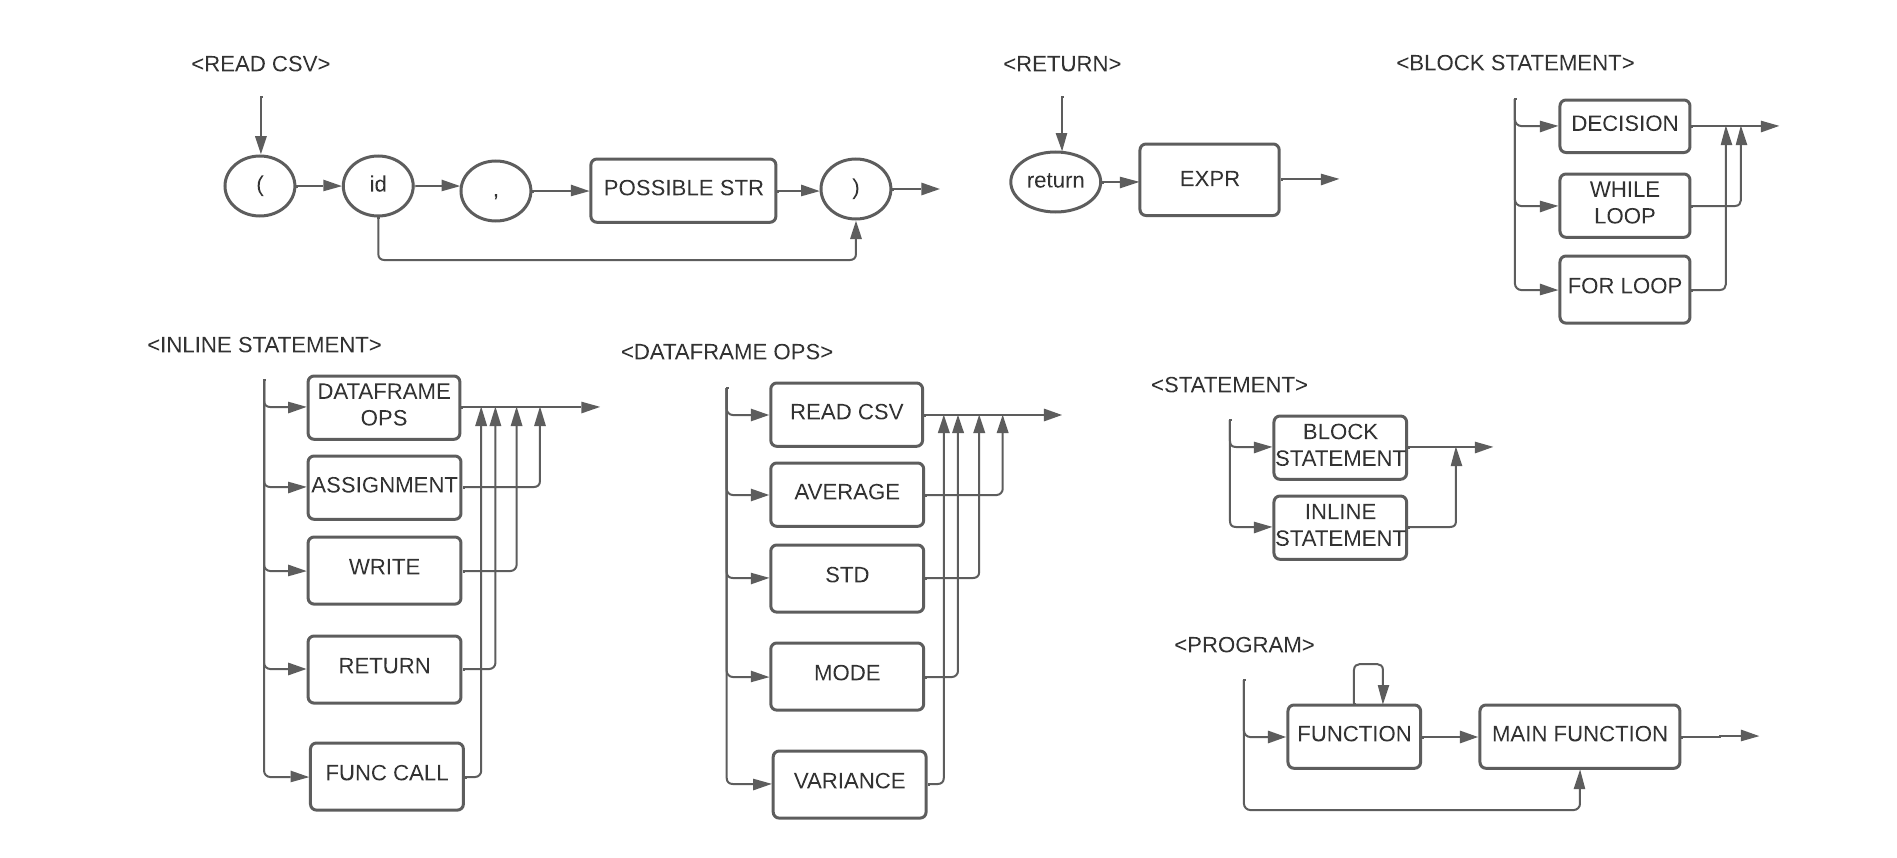 <READ CSV>
(
id
,
POSSIBLE STR
)
<RETURN>
return
EXPR
<BLOCK STATEMENT>
DECISION
WHILE
LOOP
FOR LOOP
<INLINE STATEMENT>
DATAFRAME
OPS
ASSIGNMENT
WRITE
RETURN
FUNC CALL
<DATAFRAME OPS>
READ CSV
AVERAGE
STD
MODE
VARIANCE
<STATEMENT>
BLOCK
STATEMENT
INLINE
STATEMENT
<PROGRAM>
FUNCTION
MAIN FUNCTION